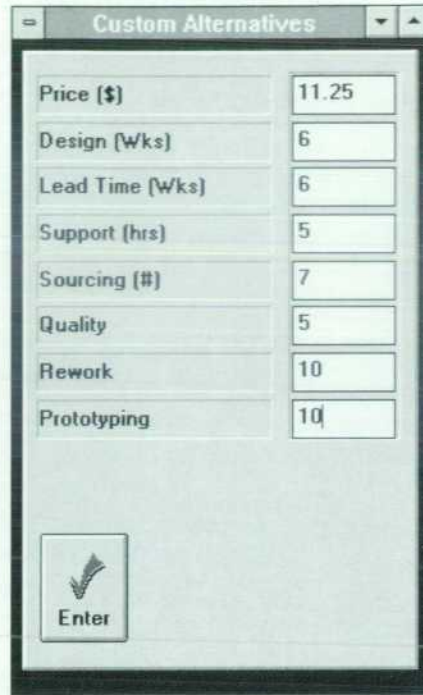 Custom Alternatives
Price ($) 11.25
Design (Wks) 6
Lead Time (Wks) 6
Support (hrs) 5
Sourcing (#) 7
Quality 5
Rework 10
Prototyping 10
Enter